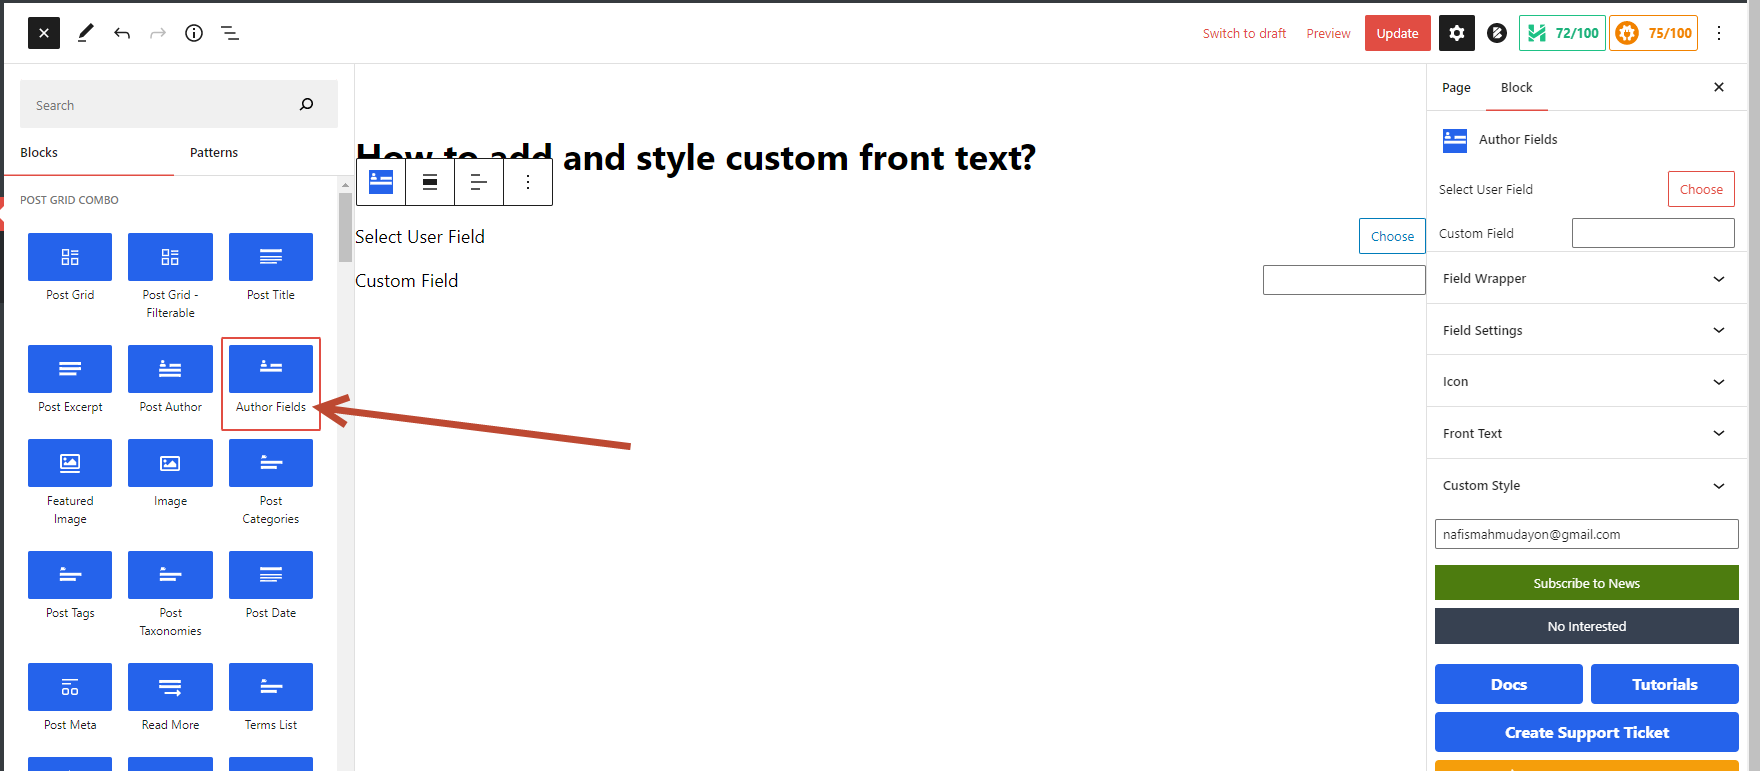 Switch to draft
Preview
Update
72/100
75/100
Search
Blocks
Patterns
POST GRID COMBO
Post Grid
Post Grid -
Filterable
Post Title
Post Excerpt
Post Author
Author Fields
Featured
Image
Image
Post
Categories
Post Tags
Post
Taxonomies
Post Date
Post Meta
Read More
Terms List
How to add and style custom front text?
Select User Field
Choose
Custom Field
Page
Block
Author Fields
Select User Field
Choose
Custom Field
Field Wrapper
Field Settings
Icon
Front Text
Custom Style
nafismahmudayon@gmail.com
Subscribe to News
No Interested
Docs
Tutorials
Create Support Ticket